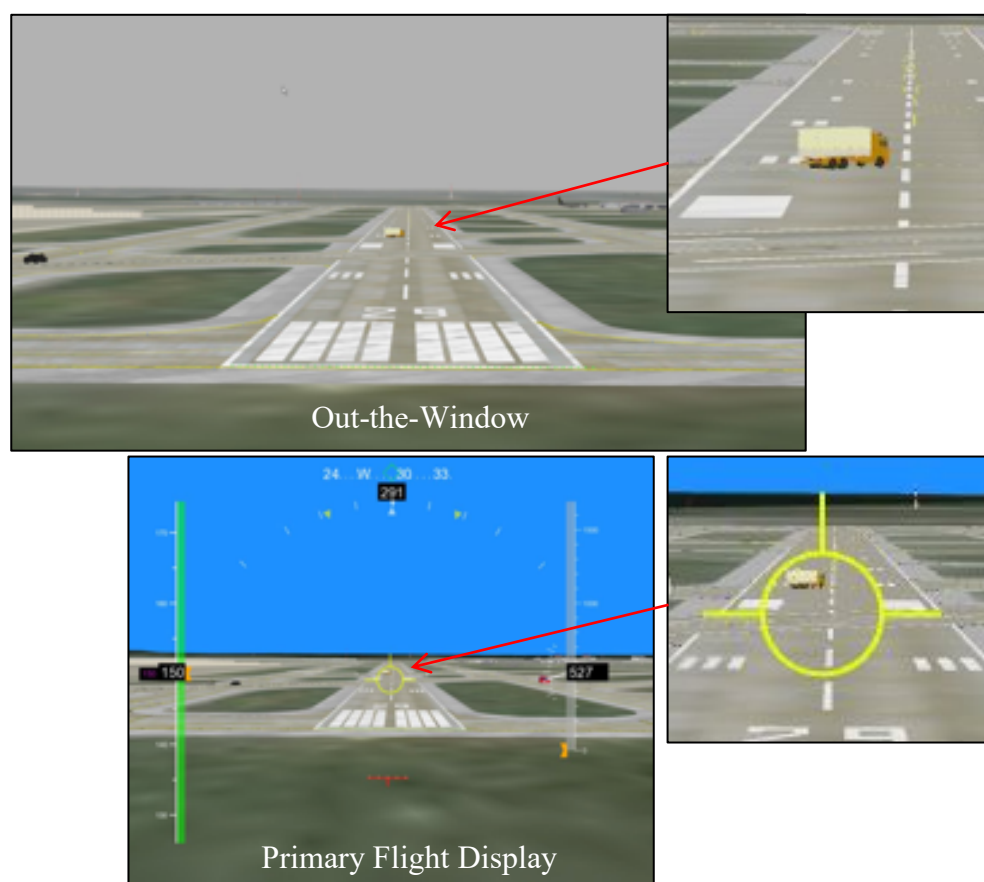 Out-the-Window
24...W...30...33.
291
150
527
Primary Flight Display